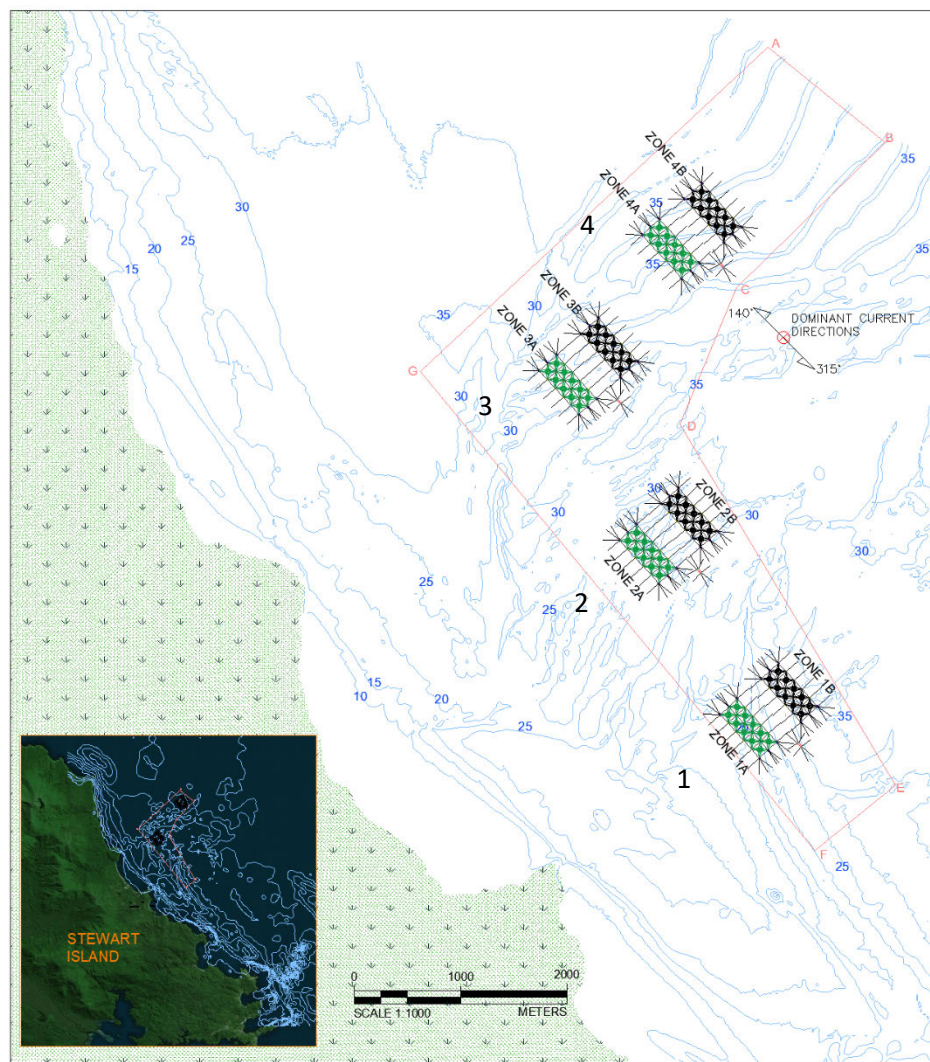 A
B
35
ZONE 4B
ZONE 4A
35
30
25
20
15
4
35
35
C
30
35
ZONE 3B
ZONE 3A
140°
DOMINANT CURRENT
DIRECTIONS
315°
G
35
30
3
30
D
30
ZONE 2B
30
30
30
25
ZONE 2A
2
25
15
10
20
25
ZONE 1B
35
ZONE 1A
1
E
F
25
STEWART
ISLAND
0 1000 2000
SCALE 1:1000 METERS